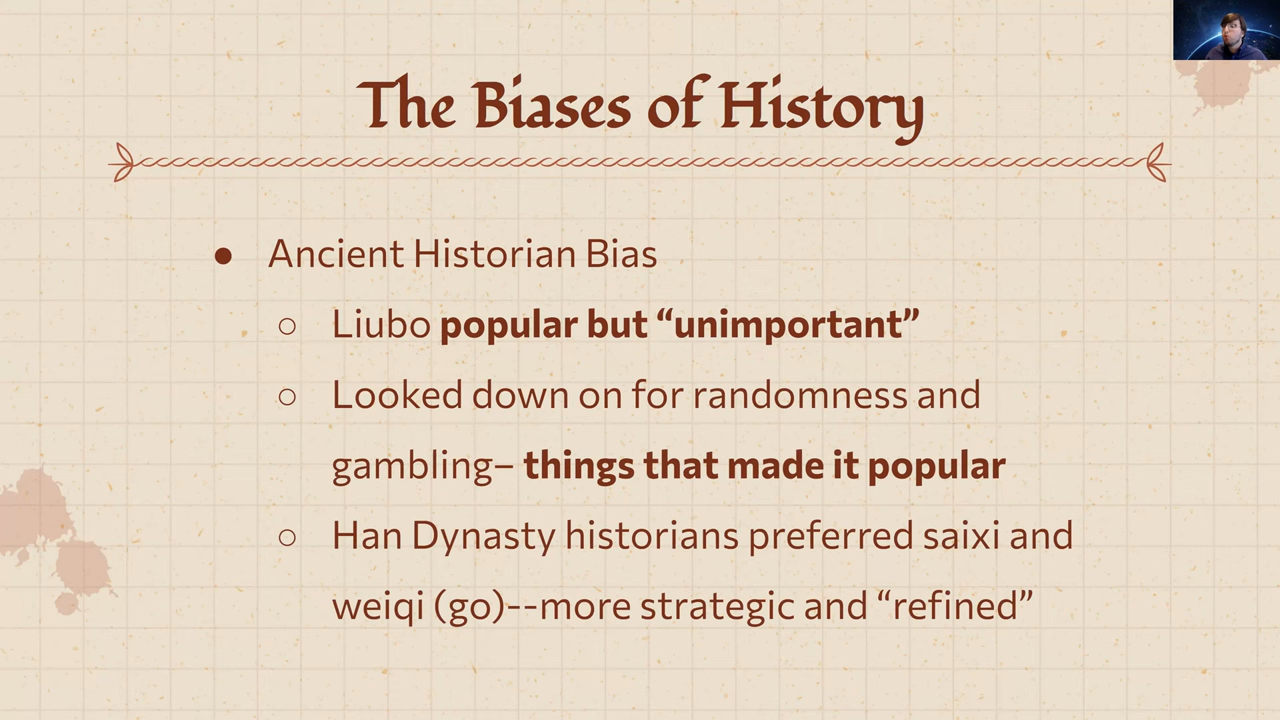 The Biases of History
● Ancient Historian Bias
○ Liubo popular but “unimportant”
○ Looked down on for randomness and
gambling– things that made it popular
○ Han Dynasty historians preferred saixi and
weiqi (go)--more strategic and “refined”